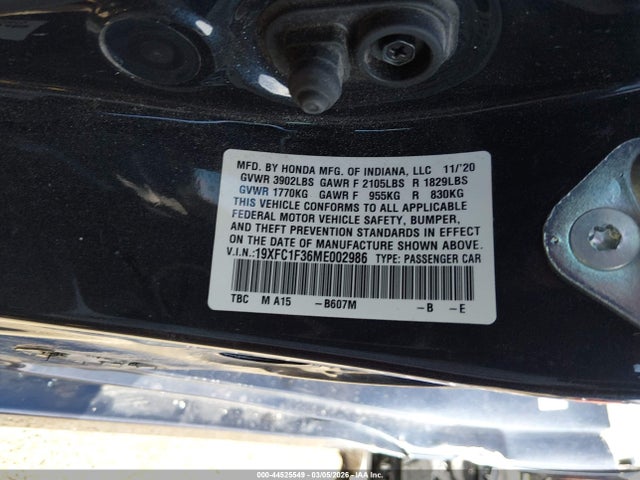 MFD. BY HONDA MFG. OF INDIANA, LLC 11/'20
GVWR 3902LBS GAWR F 2105LBS R 1829LBS
GVWR 1770KG GAWR F 955KG R 830KG
THIS VEHICLE CONFORMS TO ALL APPLICABLE
FEDERAL MOTOR VEHICLE SAFETY, BUMPER,
AND THEFT PREVENTION STANDARDS IN EFFECT
ON THE DATE OF MANUFACTURE SHOWN ABOVE.
V.I.N.:19XFC1F36ME002986 TYPE: PASSENGER CAR
TBC M A15 -B607M -B -E
000-44525549 | 03/05/2026 - Copart IAA